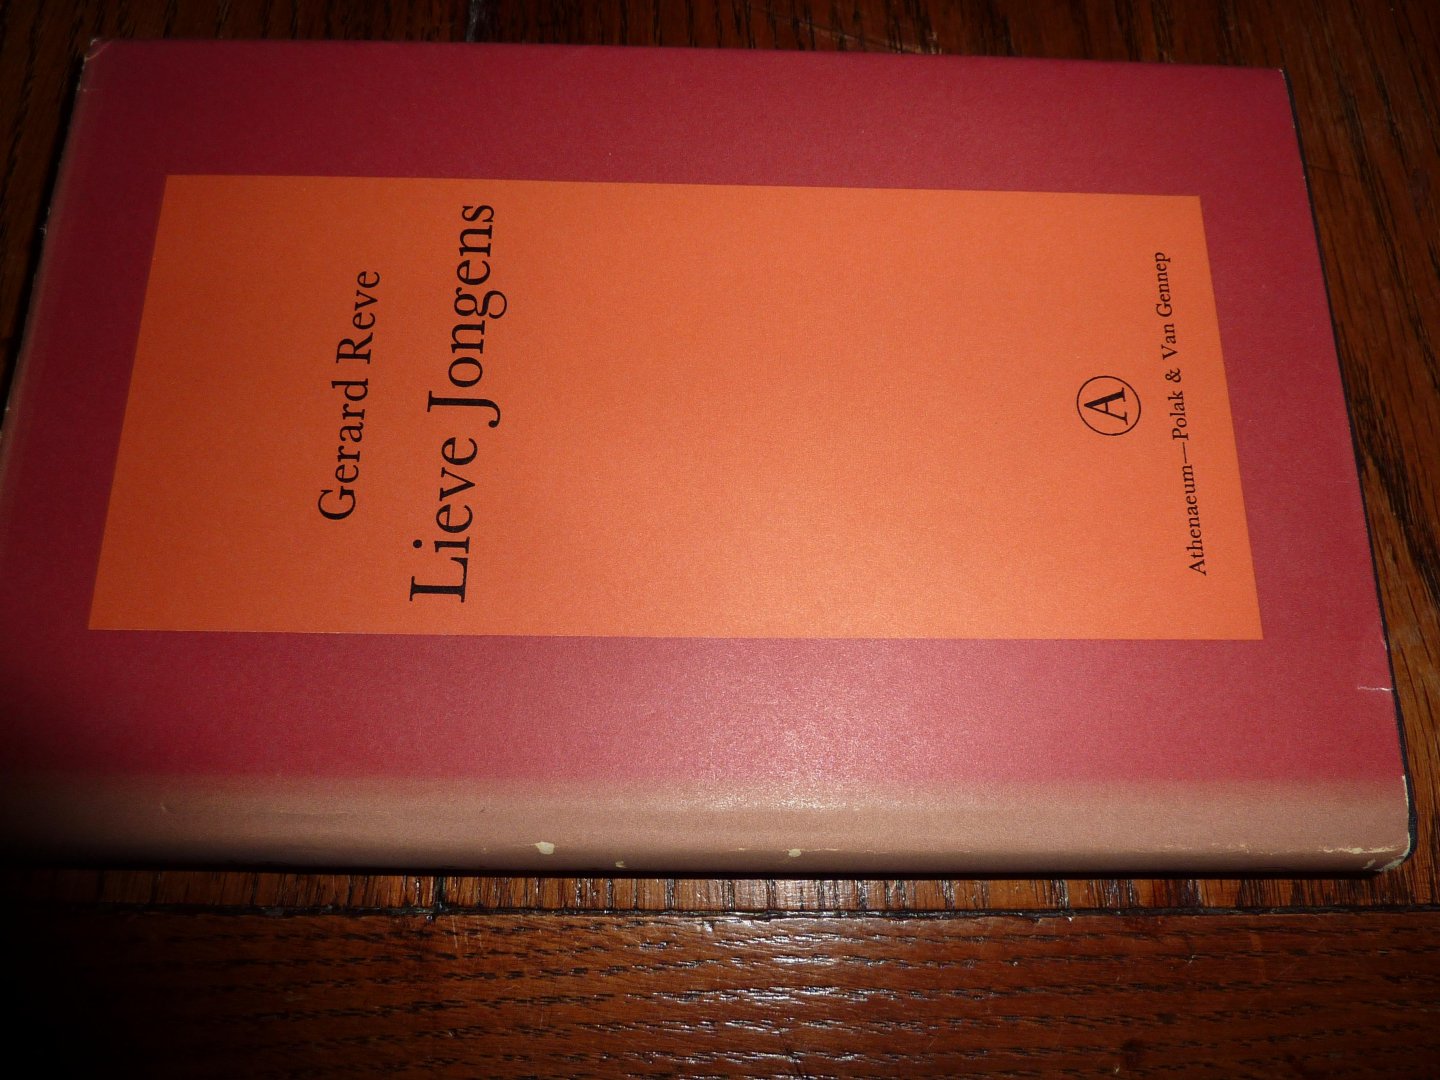 Gerard Reve
Lieve Jongens
A
Athenaeum—Polak & Van Gennep